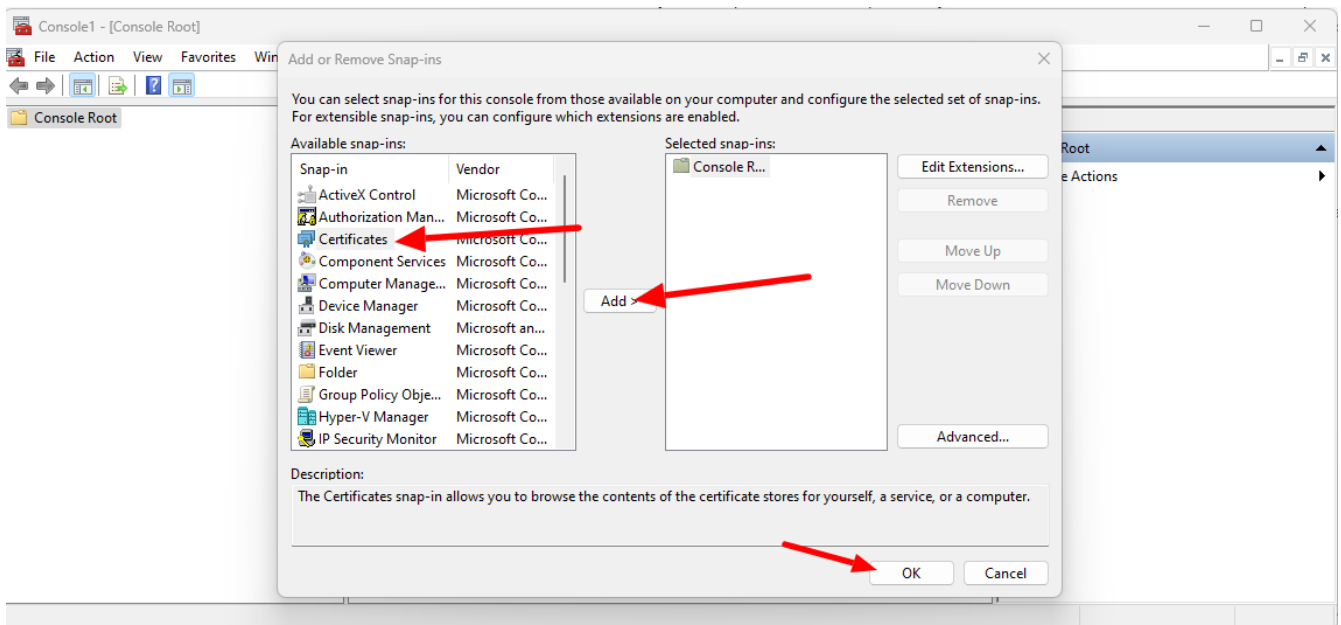 Console1 - [Console Root]
File Action View Favorites Win
Console Root
Add or Remove Snap-ins
You can select snap-ins for this console from those available on your computer and configure the selected set of snap-ins.
For extensible snap-ins, you can configure which extensions are enabled.
Available snap-ins:
Snap-in Vendor
ActiveX Control Microsoft Co...
Authorization Man... Microsoft Co...
Certificates Microsoft Co...
Component Services Microsoft Co...
Computer Manage... Microsoft Co...
Device Manager Microsoft Co...
Disk Management Microsoft an...
Event Viewer Microsoft Co...
Folder Microsoft Co...
Group Policy Obje... Microsoft Co...
Hyper-V Manager Microsoft Co...
IP Security Monitor Microsoft Co...
Add >
Selected snap-ins:
Console R...
Edit Extensions...
Remove
Move Up
Move Down
Advanced...
Description:
The Certificates snap-in allows you to browse the contents of the certificate stores for yourself, a service, or a computer.
OK Cancel
Root
e Actions